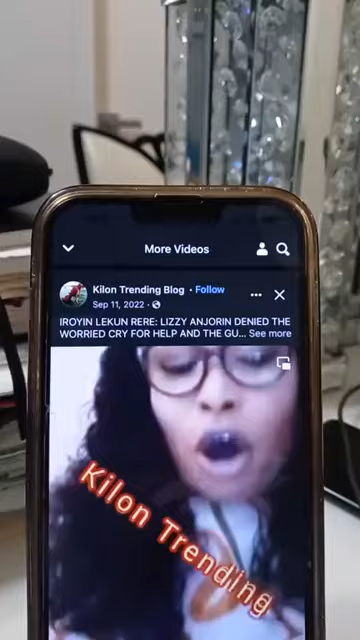 More Videos
Kilon Trending Blog · Follow
Sep 11, 2022 ·
IROYIN LEKUN RERE: LIZZY ANJORIN DENIED THE
WORRIED CRY FOR HELP AND THE GU... See more
Kilon Trending